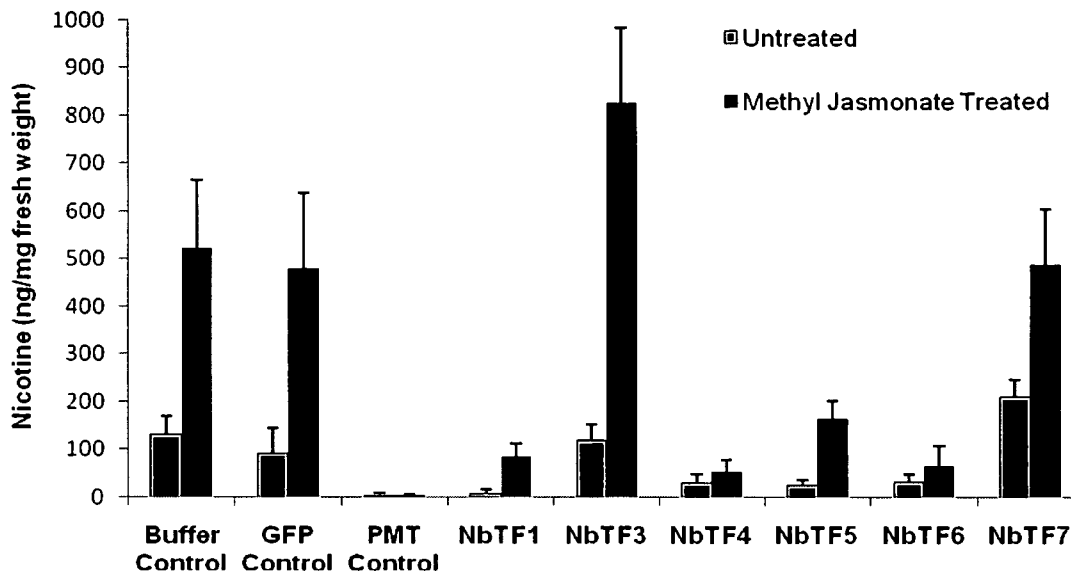 1000
900
800
700
600
500
400
300
200
100
0
Nicotine (ng/mg fresh weight)
Untreated
Methyl Jasmonate Treated
Buffer
Control
GFP
Control
PMT
Control
NbTF1
NbTF3
NbTF4
NbTF5
NbTF6
NbTF7